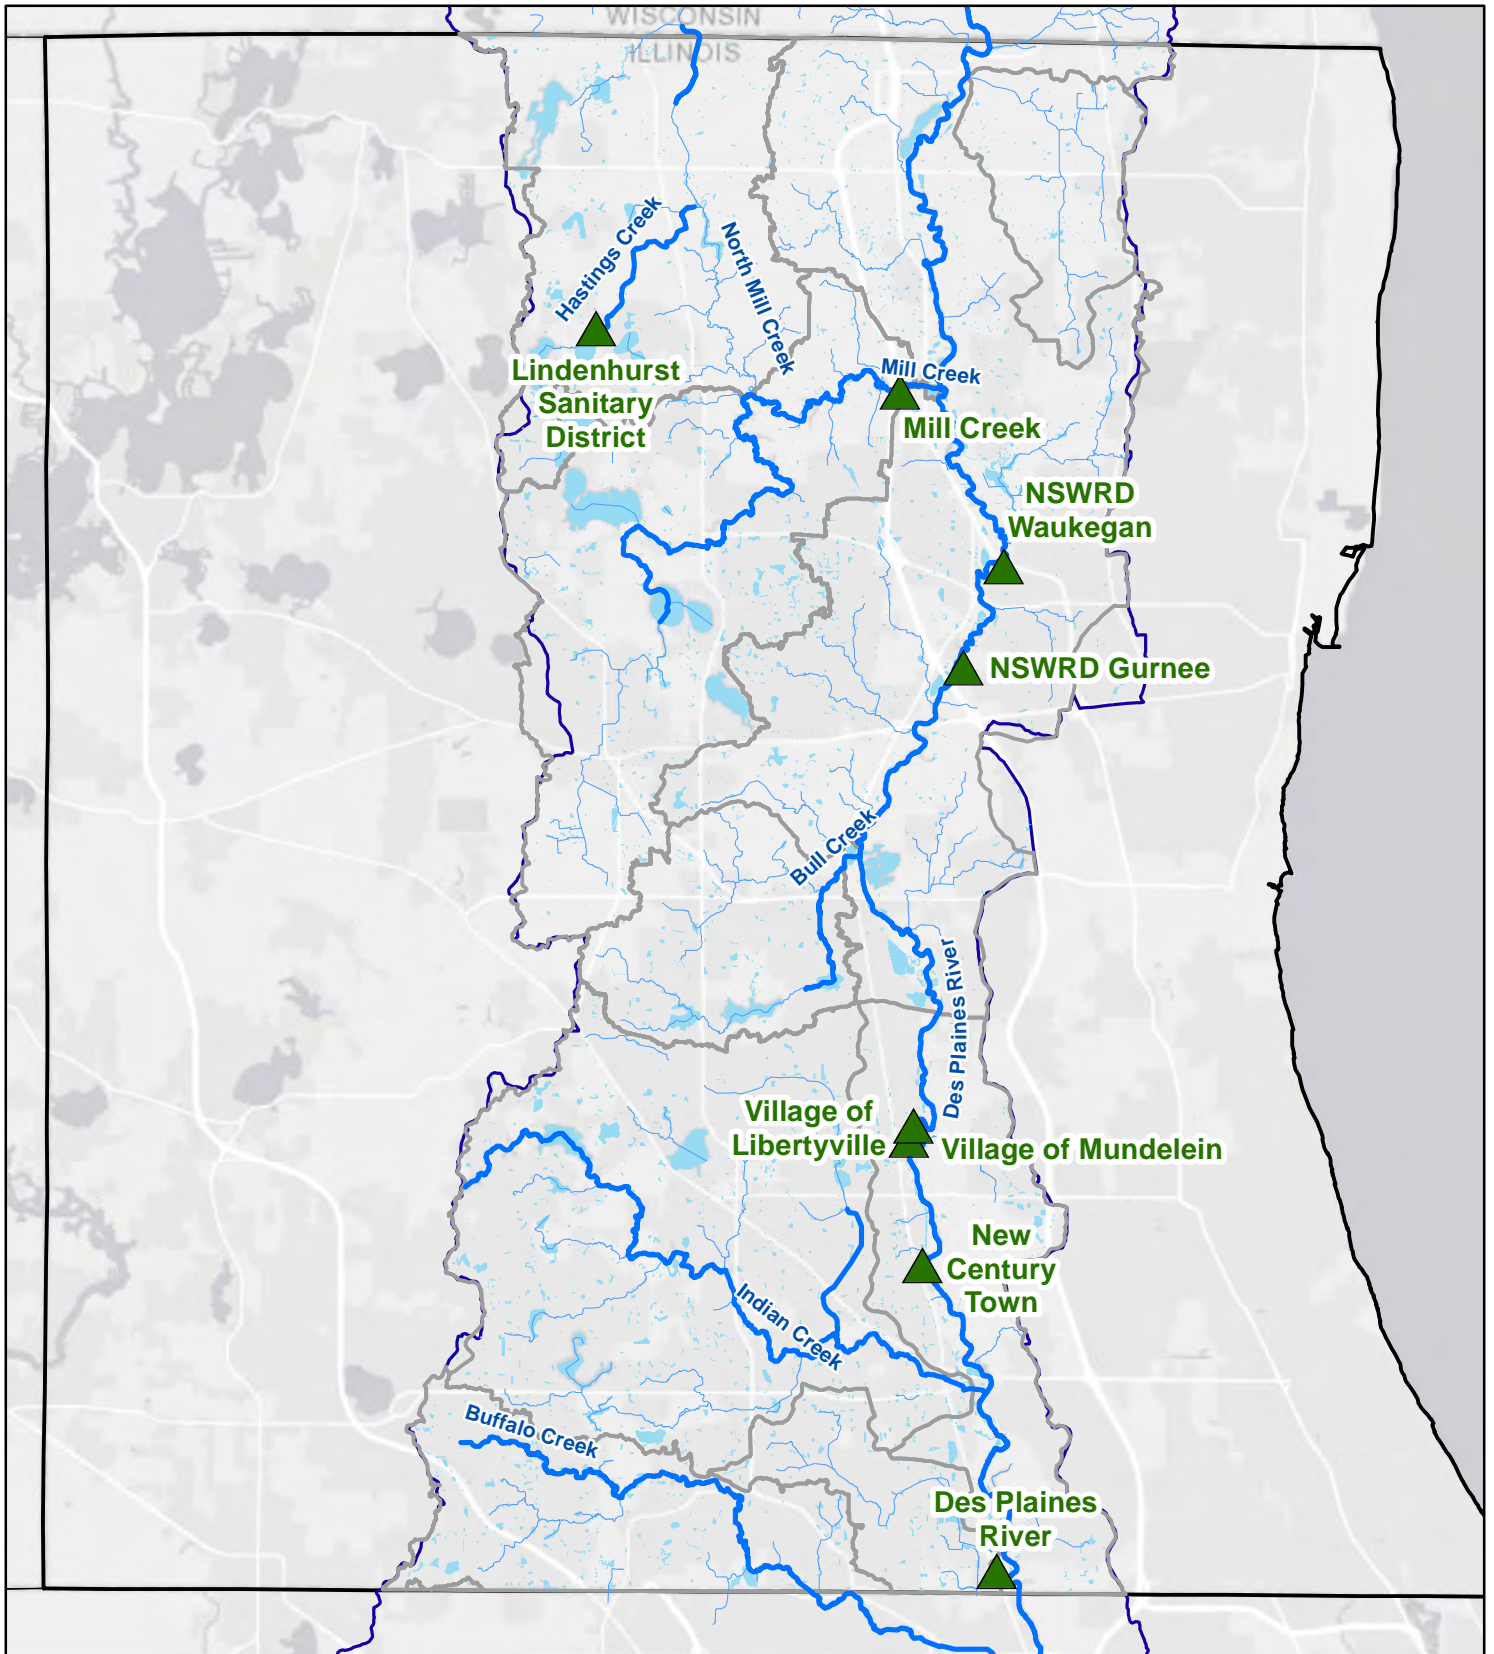 WISCONSIN
ILLINOIS
Hastings Creek
North Mill Creek
Lindenhurst
Sanitary
District
Mill Creek
Mill Creek
NSWRD
Waukegan
NSWRD Gurnee
Bull Creek
Des Plaines River
Village of
Libertyville
Village of Mundelein
New
Century
Town
Indian Creek
Buffalo Creek
Des Plaines
River